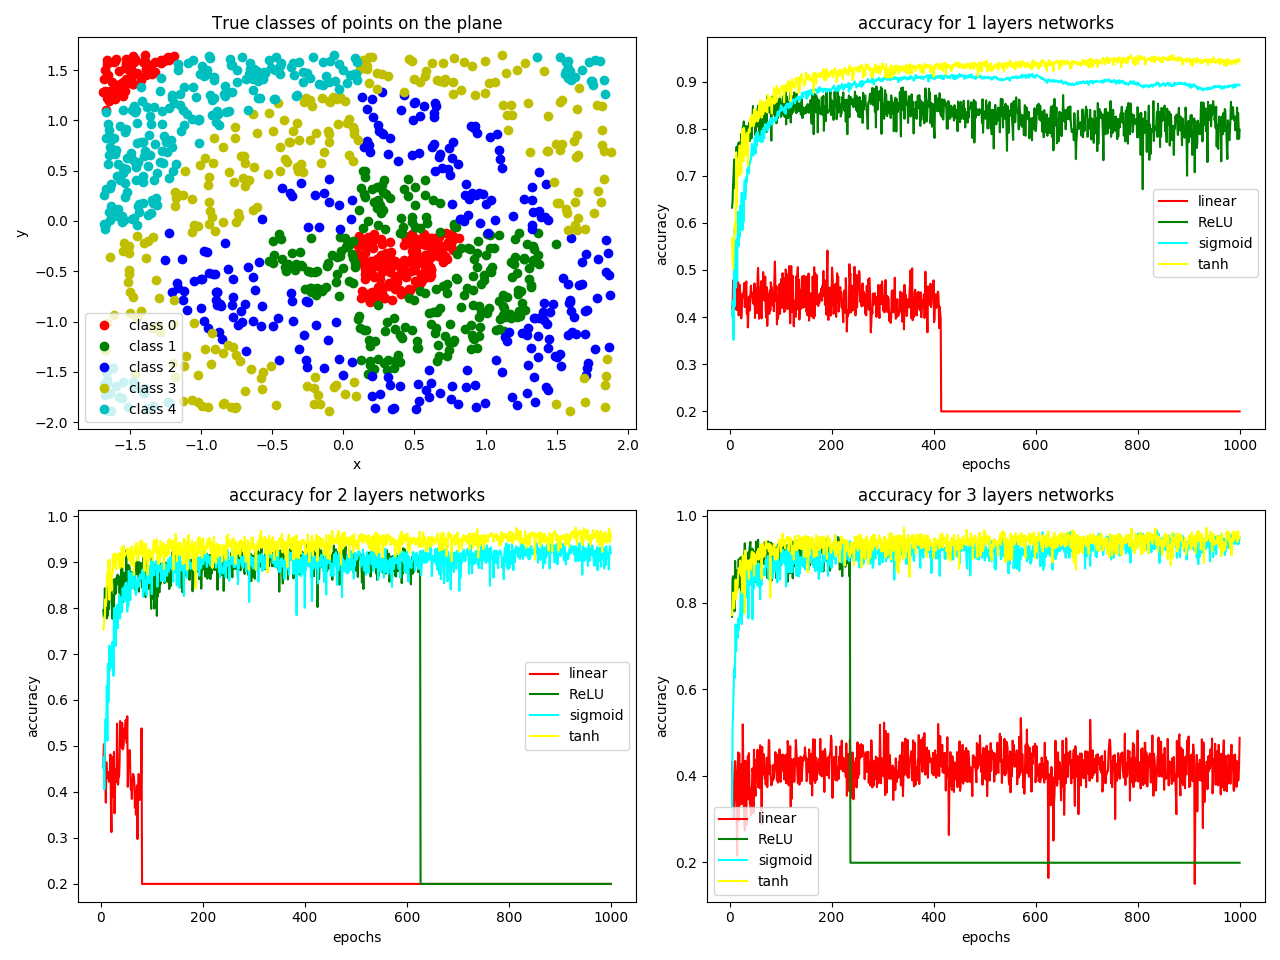 True classes of points on the plane
1.5
1.0
0.5
0.0
−0.5
−1.0
−1.5
−2.0
y
class 0
class 1
class 2
class 3
class 4
−1.5 −1.0 −0.5 0.0 0.5 1.0 1.5 2.0
x
accuracy for 1 layers networks
0.9
0.8
0.7
0.6
0.5
0.4
0.3
0.2
accuracy
linear
ReLU
sigmoid
tanh
0 200 400 600 800 1000
epochs
accuracy for 2 layers networks
1.0
0.9
0.8
0.7
0.6
0.5
0.4
0.3
0.2
accuracy
linear
ReLU
sigmoid
tanh
0 200 400 600 800 1000
epochs
accuracy for 3 layers networks
1.0
0.8
0.6
0.4
0.2
accuracy
linear
ReLU
sigmoid
tanh
0 200 400 600 800 1000
epochs